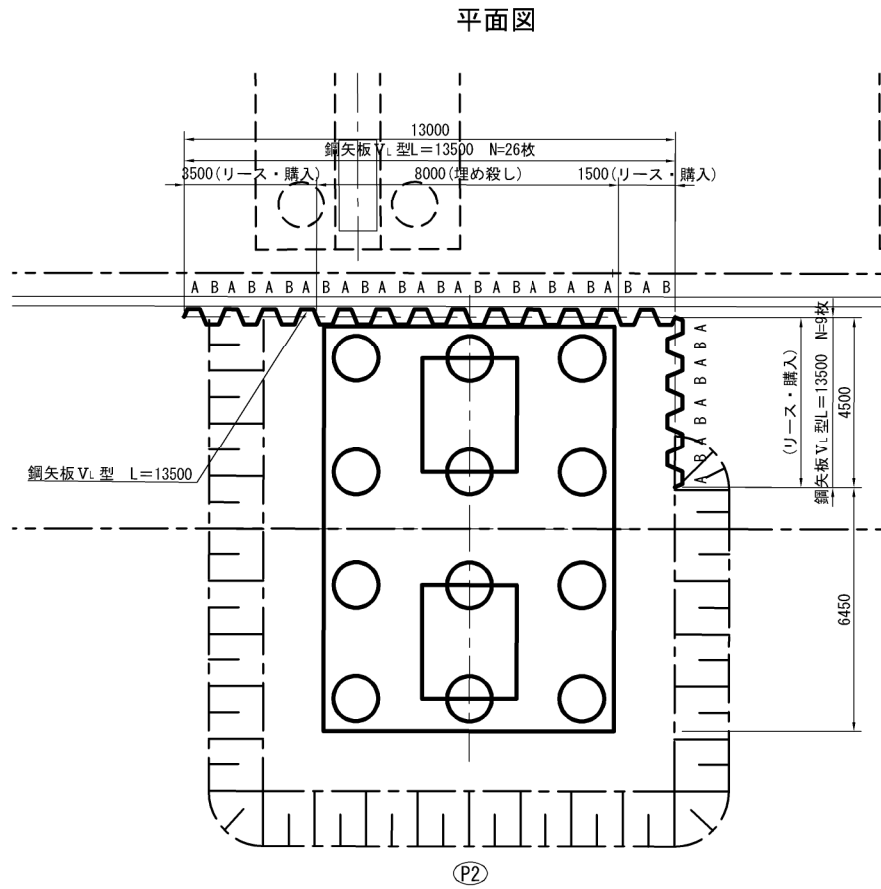 平面図
13000
鋼矢板ⅤL型L=13500 N=26枚
3500(リース・購入)
8000(埋め殺し)
1500(リース・購入)
A B A B A B A B A B A B A B A B A B A B A B A B A B
鋼矢板ⅤL型 L=13500
A B A B A B A B A
(リース・購入)
鋼矢板ⅤL型L=13500 N=9枚
4500
6450
P2